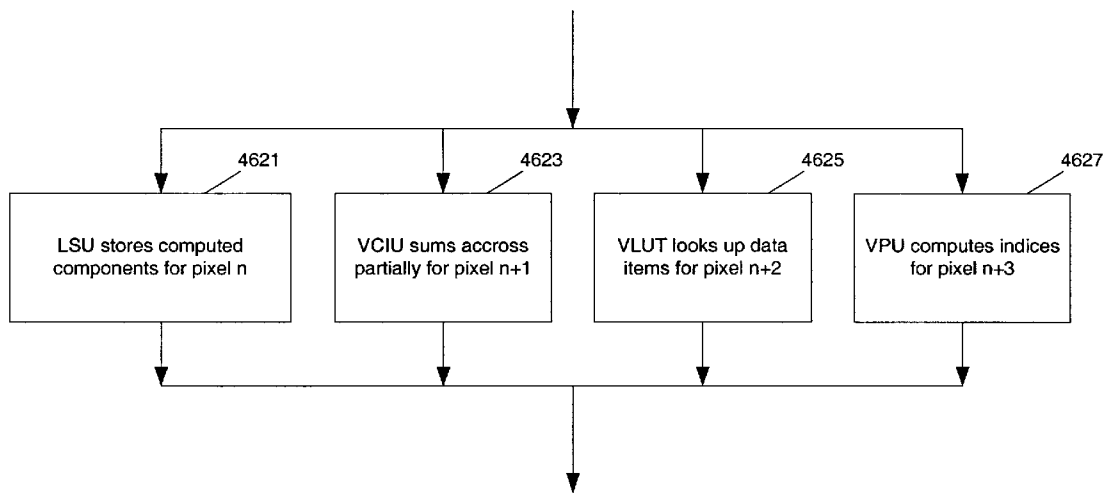 4621
4623
4625
4627
LSU stores computed
components for pixel n
VCIU sums accross
partially for pixel n+1
VLUT looks up data
items for pixel n+2
VPU computes indices
for pixel n+3